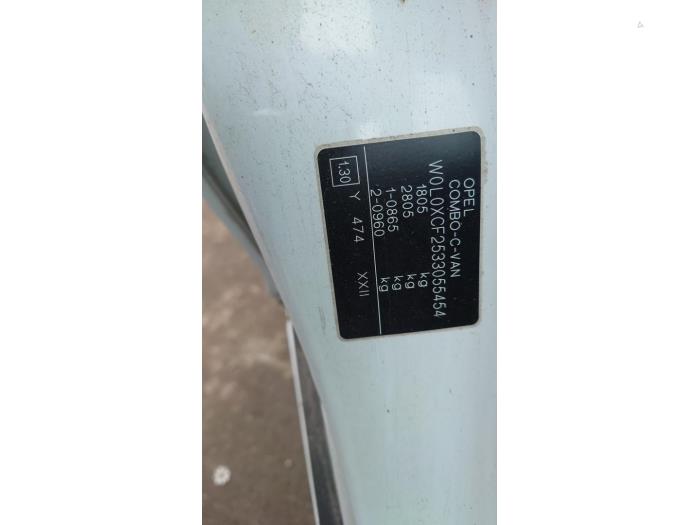 OPEL
COMBO-C-VAN
W0L0XCF2533055454
1805 kg
2805 kg
1-0865 kg
2-0960 kg
1.30 Y 474 XXII